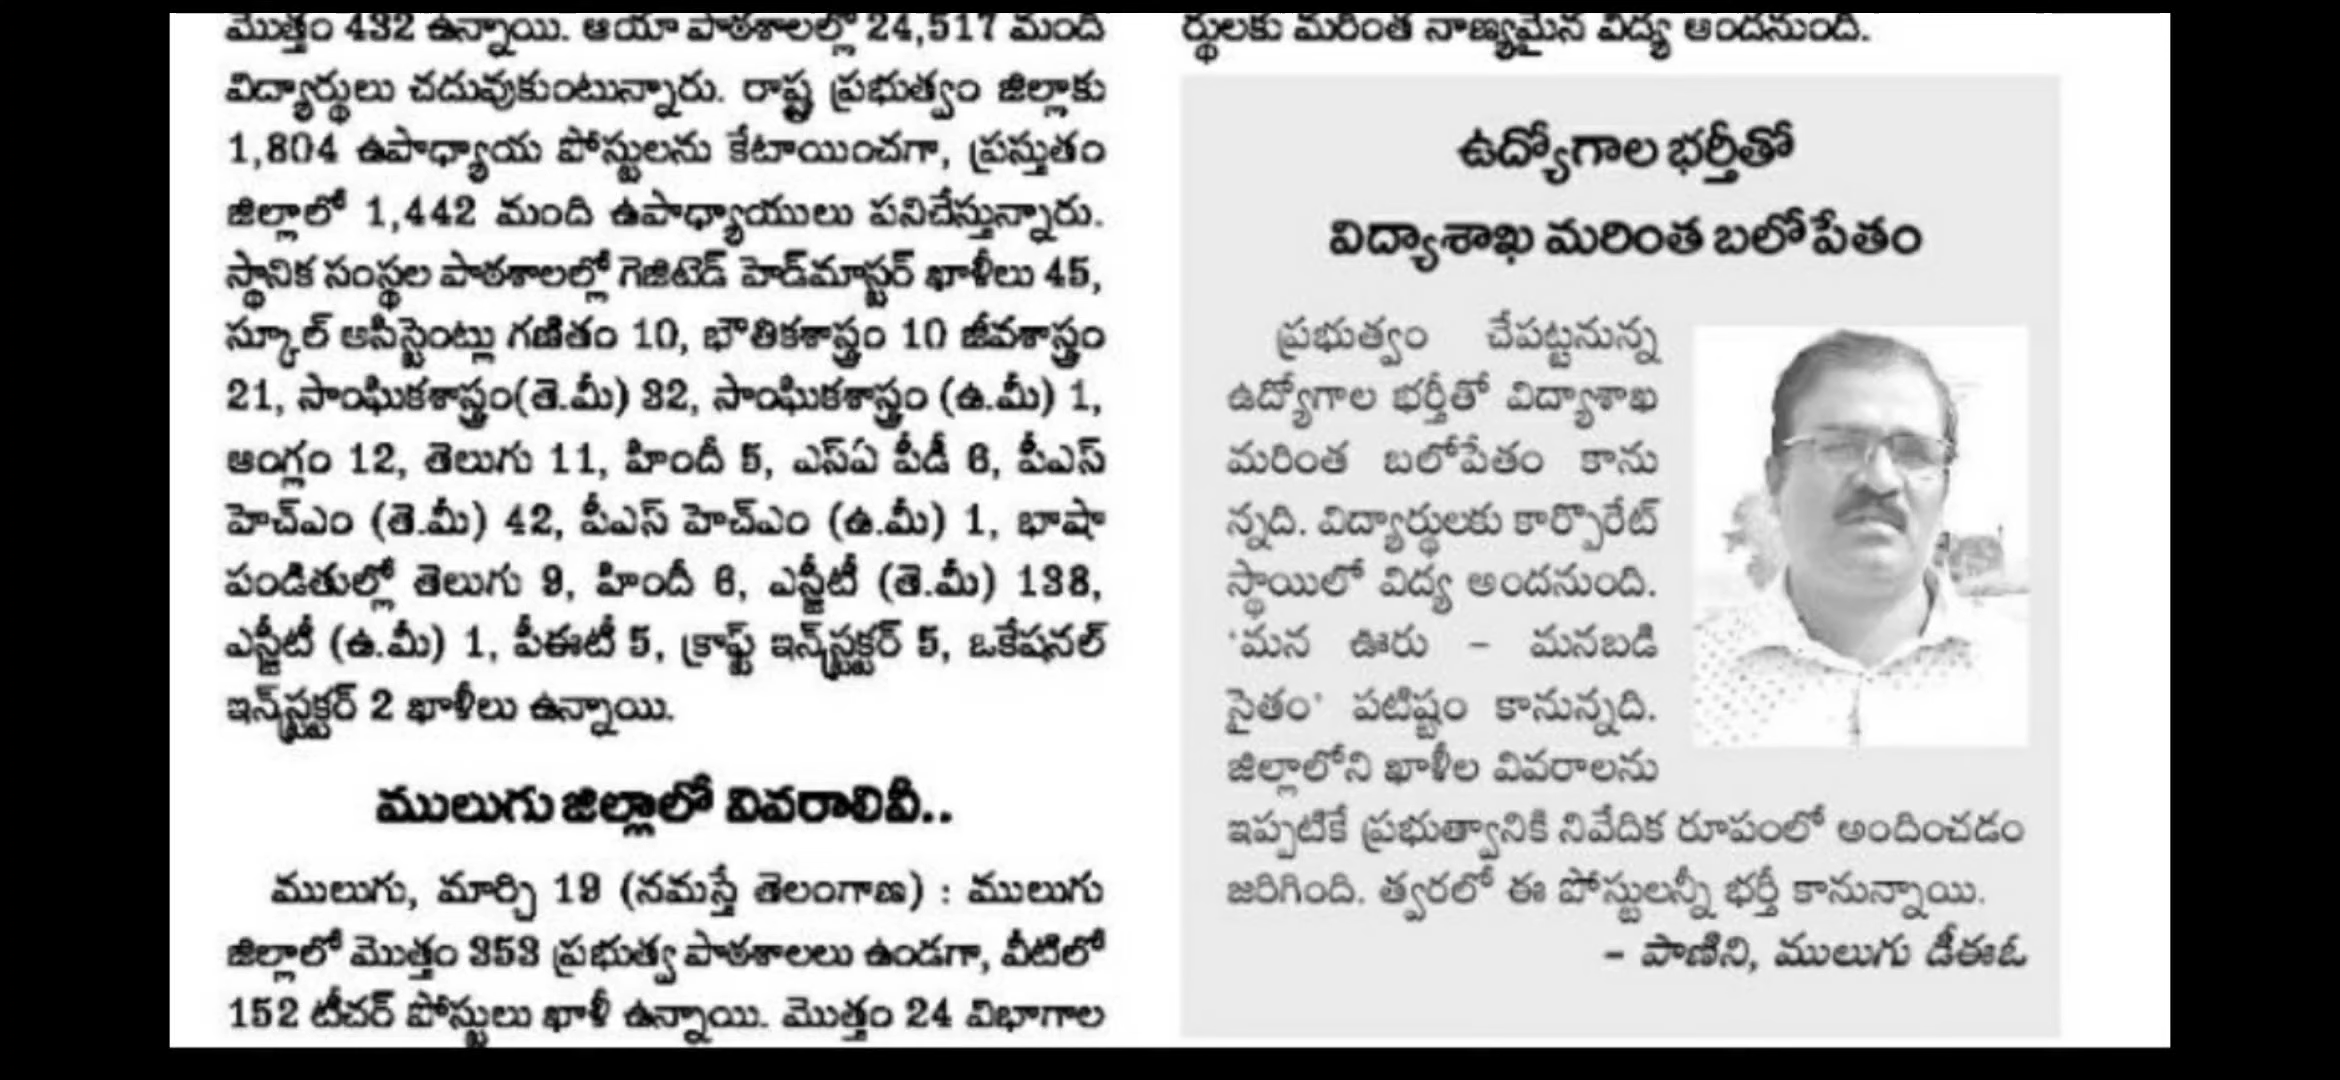 మొత్తం 432 ఉన్నాయి. ఆయా పాఠశాలల్లో 24,517 మంది
విద్యార్థులు చదువుకుంటున్నారు. రాష్ట్ర ప్రభుత్వం జిల్లాకు
1,804 ఉపాధ్యాయ పోస్టులను కేటాయించగా, ప్రస్తుతం
జిల్లాలో 1,442 మంది ఉపాధ్యాయులు పనిచేస్తున్నారు.
స్థానిక సంస్థల పాఠశాలల్లో గెజిటెడ్ హెడ్‌మాస్టర్ ఖాళీలు 45,
స్కూల్ ఆసిస్టెంట్లు గణితం 10, భౌతికశాస్త్రం 10 జీవశాస్త్రం
21, సాంఘికశాస్త్రం(తె.మీ) 32, సాంఘికశాస్త్రం (ఉ.మీ) 1,
ఆంగ్లం 12, తెలుగు 11, హిందీ 5, ఎస్ఏ పీడీ 6, పీఎస్
హెచ్ఎం (తె.మీ) 42, పీఎస్ హెచ్ఎం (ఉ.మీ) 1, భాషా
పండితుల్లో తెలుగు 9, హిందీ 6, ఎస్జీటీ (తె.మీ) 138,
ఎస్జీటీ (ఉ.మీ) 1, పీఈటీ 5, క్రాఫ్ట్ ఇన్‌స్ట్రక్టర్ 5, ఒకేషనల్
ఇన్‌స్ట్రక్టర్ 2 ఖాళీలు ఉన్నాయి.
ములుగు జిల్లాలో వివరాలివీ..
ములుగు, మార్చి 19 (నమస్తే తెలంగాణ) : ములుగు
జిల్లాలో మొత్తం 353 ప్రభుత్వ పాఠశాలలు ఉండగా, వీటిలో
152 టీచర్ పోస్టులు ఖాళీ ఉన్నాయి. మొత్తం 24 విభాగాల
ర్థులకు మరింత నాణ్యమైన విద్య అందనుంది.
ఉద్యోగాల భర్తీతో
విద్యాశాఖ మరింత బలోపేతం
ప్రభుత్వం చేపట్టనున్న
ఉద్యోగాల భర్తీతో విద్యాశాఖ
మరింత బలోపేతం కాను
న్నది. విద్యార్థులకు కార్పొరేట్
స్థాయిలో విద్య అందనుంది.
'మన ఊరు – మనబడి
సైతం' పటిష్టం కానున్నది.
జిల్లాలోని ఖాళీల వివరాలను
ఇప్పటికే ప్రభుత్వానికి నివేదిక రూపంలో అందించడం
జరిగింది. త్వరలో ఈ పోస్టులన్నీ భర్తీ కానున్నాయి.
– పాణిని, ములుగు డీఈఓ